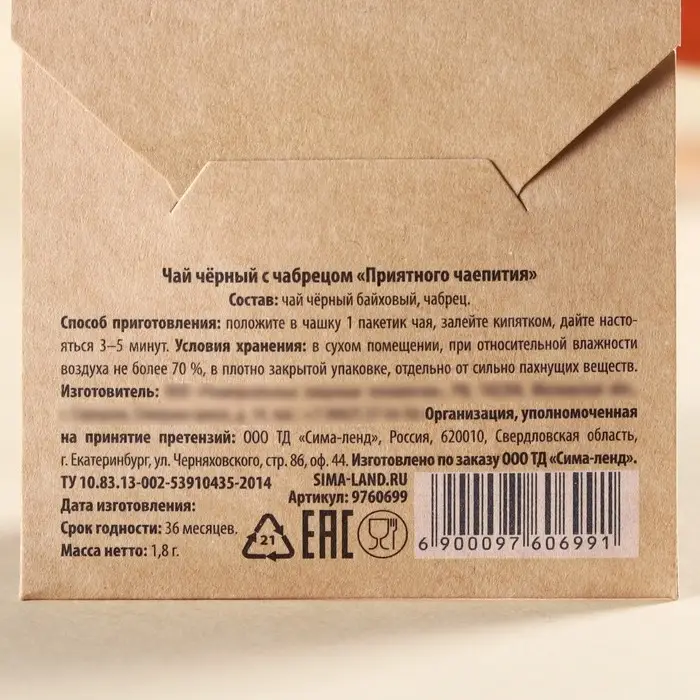 Чай чёрный с чабрецом «Приятного чаепития»
Состав: чай чёрный байховый, чабрец.
Способ приготовления: положите в чашку 1 пакетик чая, залейте кипятком, дайте насто-
яться 3–5 минут. Условия хранения: в сухом помещении, при относительной влажности
воздуха не более 70 %, в плотно закрытой упаковке, отдельно от сильно пахнущих веществ.
Изготовитель:
Организация, уполномоченная
на принятие претензий: ООО ТД «Сима-ленд», Россия, 620010, Свердловская область,
г. Екатеринбург, ул. Черняховского, стр. 86, оф. 44. Изготовлено по заказу ООО ТД «Сима-ленд».
ТУ 10.83.13-002-53910435-2014
SIMA-LAND.RU
Артикул: 9760699
Дата изготовления:
Срок годности: 36 месяцев.
Масса нетто: 1,8 г.
21
EAC
6 900097 606991